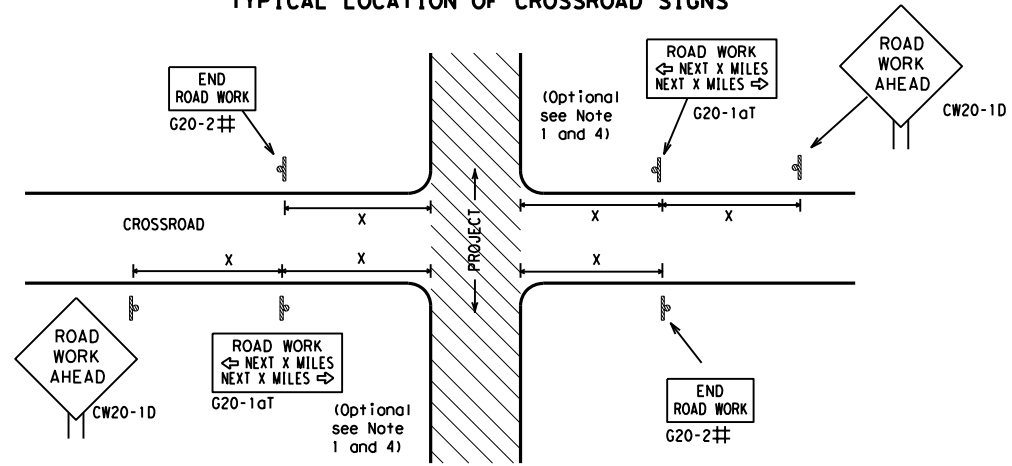 TYPICAL LOCATION OF CROSSROAD SIGNS
END
ROAD WORK
G20-2⌗
(Optional
see Note
1 and 4)
ROAD WORK
⇦ NEXT X MILES
NEXT X MILES ⇨
G20-1aT
ROAD
WORK
AHEAD
CW20-1D
X
X
X
CROSSROAD
PROJECT
X
X
X
ROAD
WORK
AHEAD
CW20-1D
ROAD WORK
⇦ NEXT X MILES
NEXT X MILES ⇨
G20-1aT
(Optional
see Note
1 and 4)
END
ROAD WORK
G20-2⌗